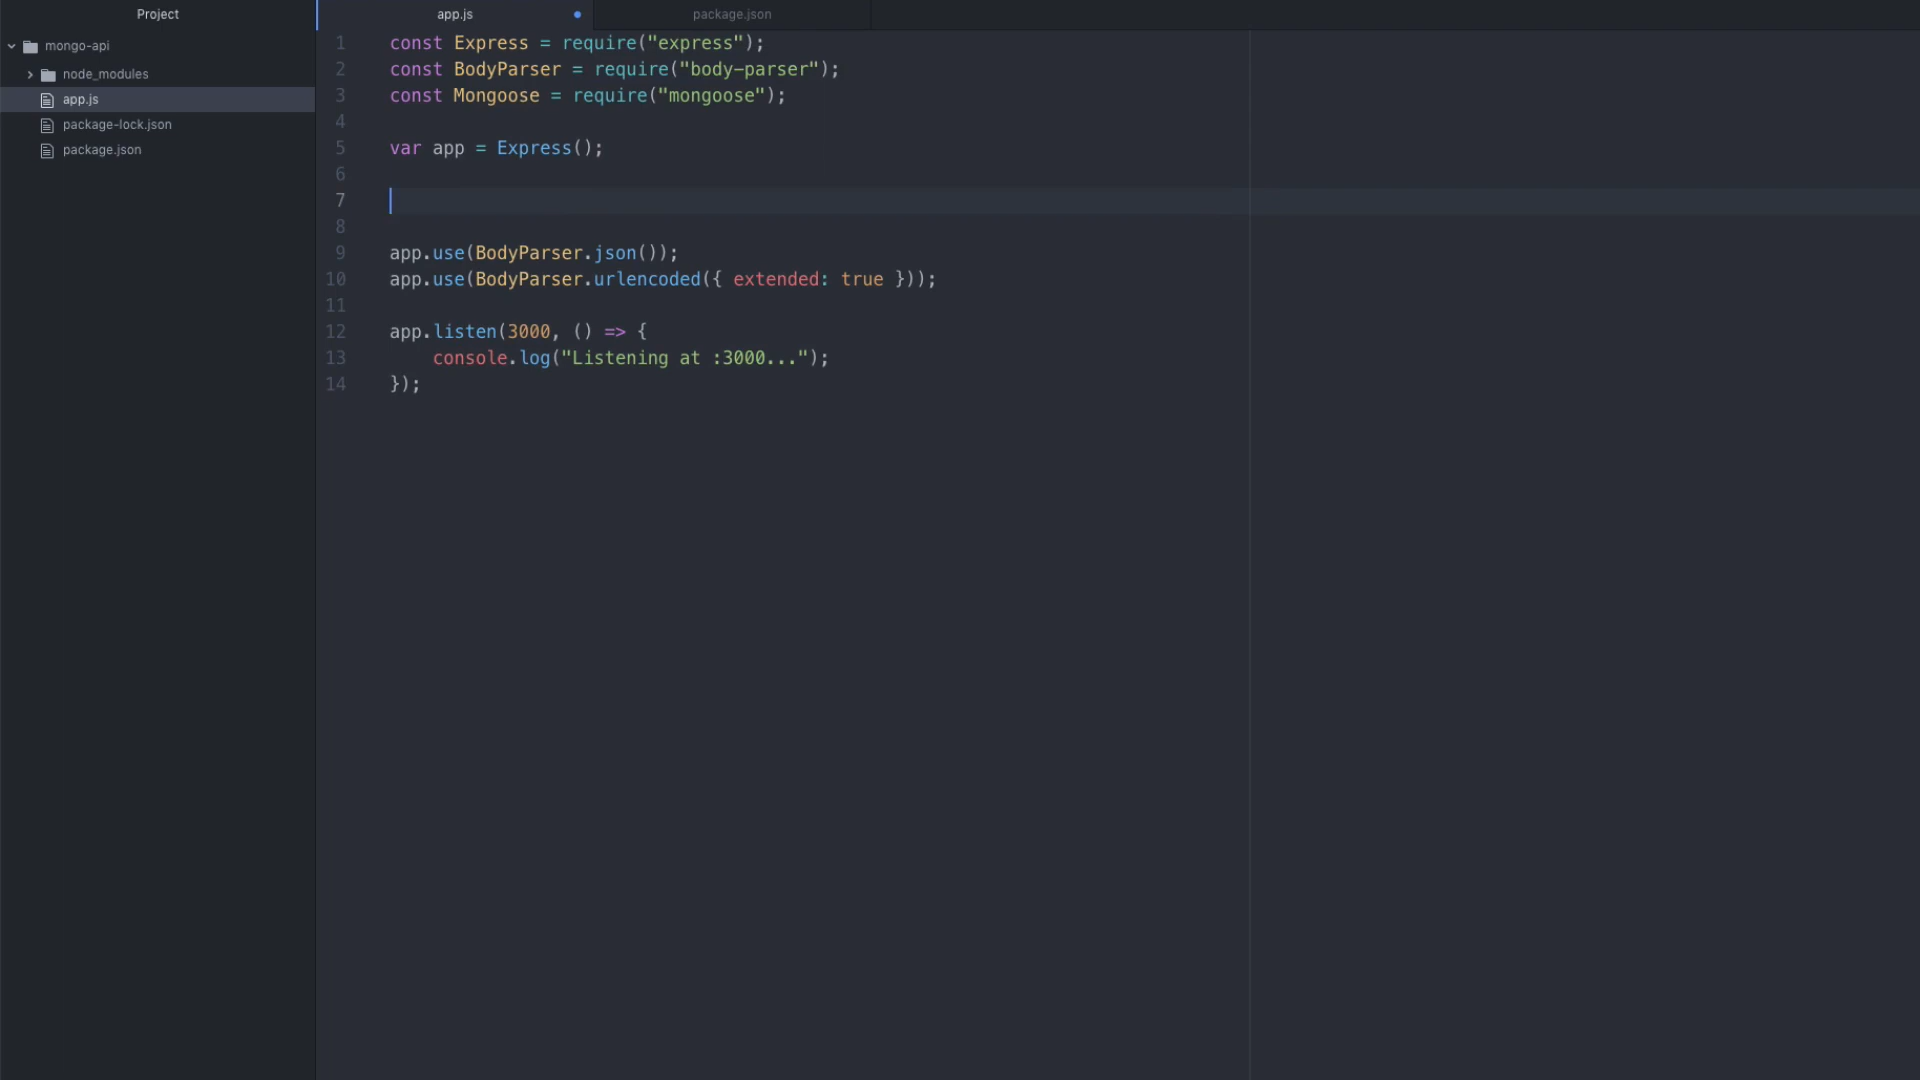 Project
app.js
package.json
mongo-api
node_modules
app.js
package-lock.json
package.json
1 const Express = require("express");
2 const BodyParser = require("body-parser");
3 const Mongoose = require("mongoose");
4
5 var app = Express();
6
7
8
9 app.use(BodyParser.json());
10 app.use(BodyParser.urlencoded({ extended: true }));
11
12 app.listen(3000, () => {
13 console.log("Listening at :3000...");
14 });